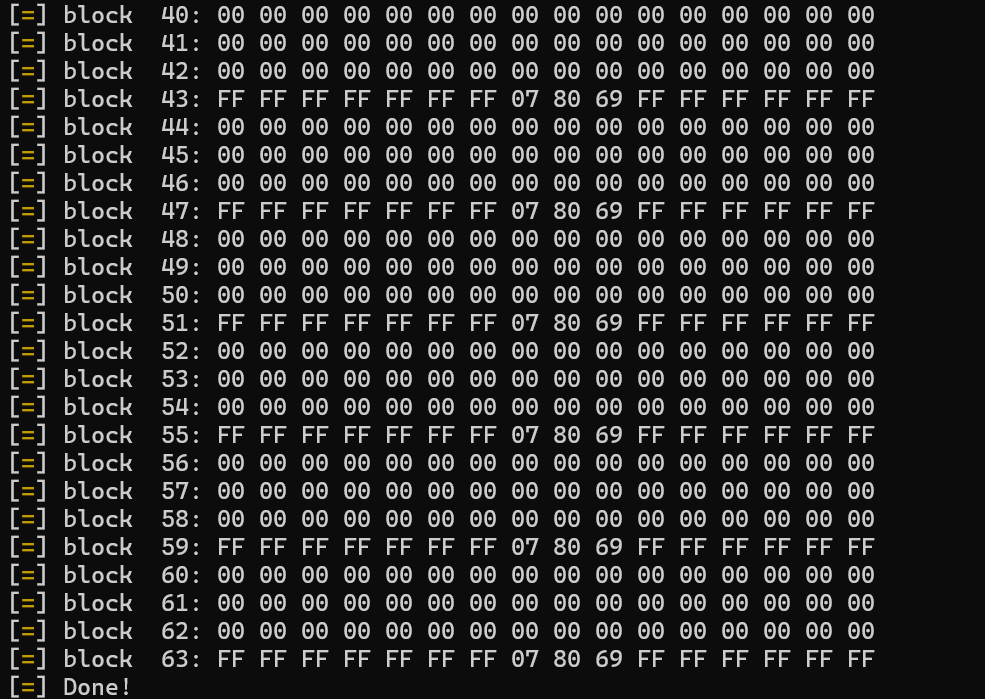 [=] block  40: 00 00 00 00 00 00 00 00 00 00 00 00 00 00 00 00
[=] block  41: 00 00 00 00 00 00 00 00 00 00 00 00 00 00 00 00
[=] block  42: 00 00 00 00 00 00 00 00 00 00 00 00 00 00 00 00
[=] block  43: FF FF FF FF FF FF FF 07 80 69 FF FF FF FF FF FF
[=] block  44: 00 00 00 00 00 00 00 00 00 00 00 00 00 00 00 00
[=] block  45: 00 00 00 00 00 00 00 00 00 00 00 00 00 00 00 00
[=] block  46: 00 00 00 00 00 00 00 00 00 00 00 00 00 00 00 00
[=] block  47: FF FF FF FF FF FF FF 07 80 69 FF FF FF FF FF FF
[=] block  48: 00 00 00 00 00 00 00 00 00 00 00 00 00 00 00 00
[=] block  49: 00 00 00 00 00 00 00 00 00 00 00 00 00 00 00 00
[=] block  50: 00 00 00 00 00 00 00 00 00 00 00 00 00 00 00 00
[=] block  51: FF FF FF FF FF FF FF 07 80 69 FF FF FF FF FF FF
[=] block  52: 00 00 00 00 00 00 00 00 00 00 00 00 00 00 00 00
[=] block  53: 00 00 00 00 00 00 00 00 00 00 00 00 00 00 00 00
[=] block  54: 00 00 00 00 00 00 00 00 00 00 00 00 00 00 00 00
[=] block  55: FF FF FF FF FF FF FF 07 80 69 FF FF FF FF FF FF
[=] block  56: 00 00 00 00 00 00 00 00 00 00 00 00 00 00 00 00
[=] block  57: 00 00 00 00 00 00 00 00 00 00 00 00 00 00 00 00
[=] block  58: 00 00 00 00 00 00 00 00 00 00 00 00 00 00 00 00
[=] block  59: FF FF FF FF FF FF FF 07 80 69 FF FF FF FF FF FF
[=] block  60: 00 00 00 00 00 00 00 00 00 00 00 00 00 00 00 00
[=] block  61: 00 00 00 00 00 00 00 00 00 00 00 00 00 00 00 00
[=] block  62: 00 00 00 00 00 00 00 00 00 00 00 00 00 00 00 00
[=] block  63: FF FF FF FF FF FF FF 07 80 69 FF FF FF FF FF FF
[=] Done!